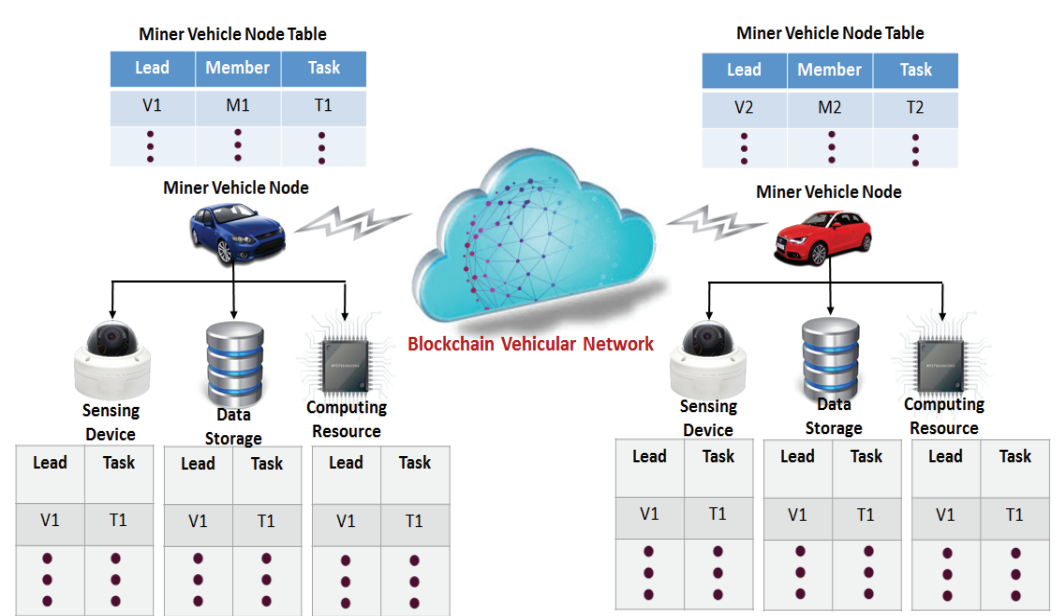 Miner Vehicle Node Table
Lead Member Task
V1 M1 T1
Miner Vehicle Node
Sensing
Device
Data
Storage
Computing
Resource
Lead Task
V1 T1
Lead Task
V1 T1
Lead Task
V1 T1
Blockchain Vehicular Network
Miner Vehicle Node Table
Lead Member Task
V2 M2 T2
Miner Vehicle Node
Sensing
Device
Data
Storage
Computing
Resource
Lead Task
V1 T1
Lead Task
V1 T1
Lead Task
V1 T1